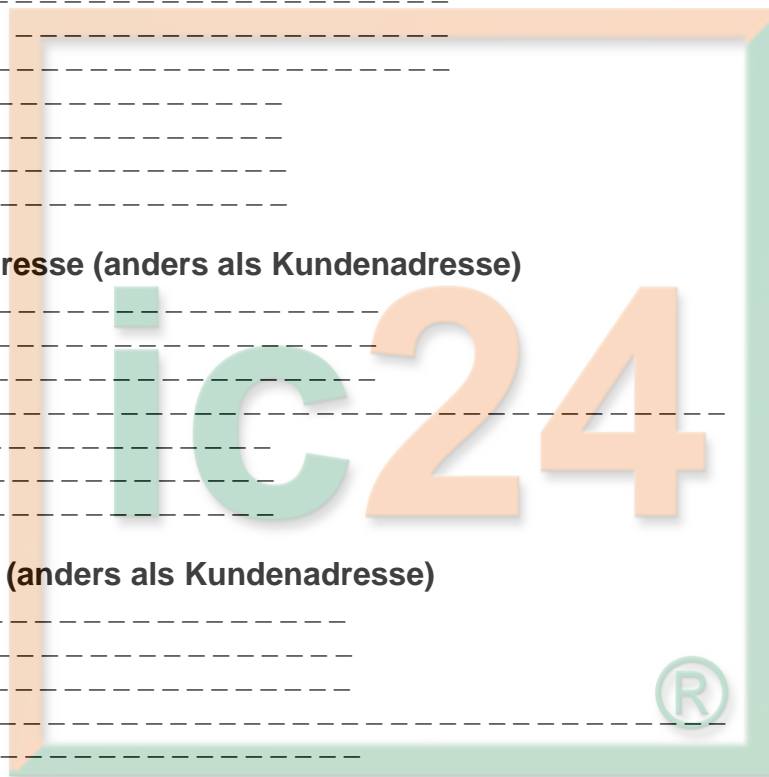 resse (anders als Kundenadresse)
ic24
(anders als Kundenadresse)
®